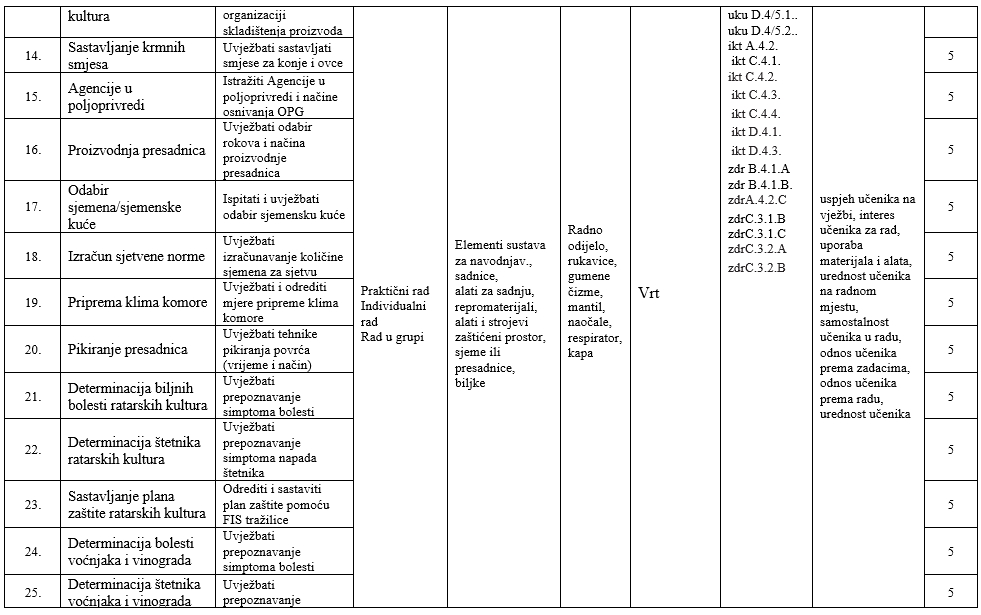 kultura
organizaciji
skladištenja proizvoda
14.
Sastavljanje krmnih
smjesa
Uvježbati sastavljati
smjese za konje i ovce
5
15.
Agencije u
poljoprivredi
Istražiti Agencije u
poljoprivredi i načine
osnivanja OPG
5
16.
Proizvodnja presadnica
Uvježbati odabir
rokova i načina
proizvodnje
presadnica
5
17.
Odabir
sjemena/sjemenske
kuće
Ispitati i uvježbati
odabir sjemensku kuće
5
18.
Izračun sjetvene norme
Uvježbati
izračunavanje količine
sjemena za sjetvu
5
19.
Priprema klima komore
Uvježbati i odrediti
mjere pripreme klima
komore
5
20.
Pikiranje presadnica
Uvježbati tehnike
pikiranja povrća
(vrijeme i način)
5
21.
Determinacija biljnih
bolesti ratarskih kultura
Uvježbati
prepoznavanje
simptoma bolesti
5
22.
Determinacija štetnika
ratarskih kultura
Uvježbati
prepoznavanje
simptoma napada
štetnika
5
23.
Sastavljanje plana
zaštite ratarskih kultura
Odrediti i sastaviti
plan zaštite pomoću
FIS tražilice
5
24.
Determinacija bolesti
voćnjaka i vinograda
Uvježbati
prepoznavanje
simptoma bolesti
5
25.
Determinacija štetnika
voćnjaka i vinograda
Uvježbati
prepoznavanje
5
Praktični rad
Individualni
rad
Rad u grupi
Elementi sustava
za navodnjav.,
sadnice,
alati za sadnju,
repromaterijali,
alati i strojevi
zaštićeni prostor,
sjeme ili
presadnice,
biljke
Radno
odijelo,
rukavice,
gumene
čizme,
mantil,
naočale,
respirator,
kapa
Vrt
uku D.4/5.1..
uku D.4/5.2..
ikt A.4.2.
ikt C.4.1.
ikt C.4.2.
ikt C.4.3.
ikt C.4.4.
ikt D.4.1.
ikt D.4.3.
zdr B.4.1.A
zdr B.4.1.B.
zdrA.4.2.C
zdrC.3.1.B
zdrC.3.1.C
zdrC.3.2.A
zdrC.3.2.B
uspjeh učenika na
vježbi, interes
učenika za rad,
uporaba
materijala i alata,
urednost učenika
na radnom
mjestu,
samostalnost
učenika u radu,
odnos učenika
prema zadacima,
odnos učenika
prema radu,
urednost učenika